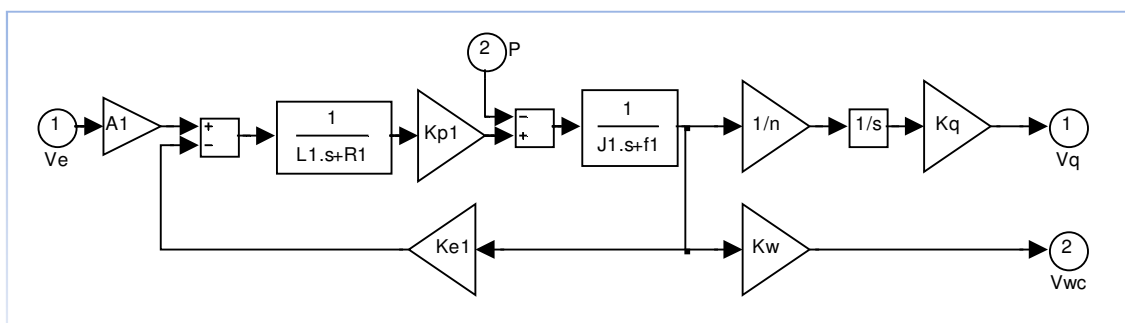 2
P
1
Ve
A1
+
−
1
L1.s+R1
Kp1
−
+
1
J1.s+f1
1/n
1/s
Kq
1
Vq
Ke1
Kw
2
Vwc